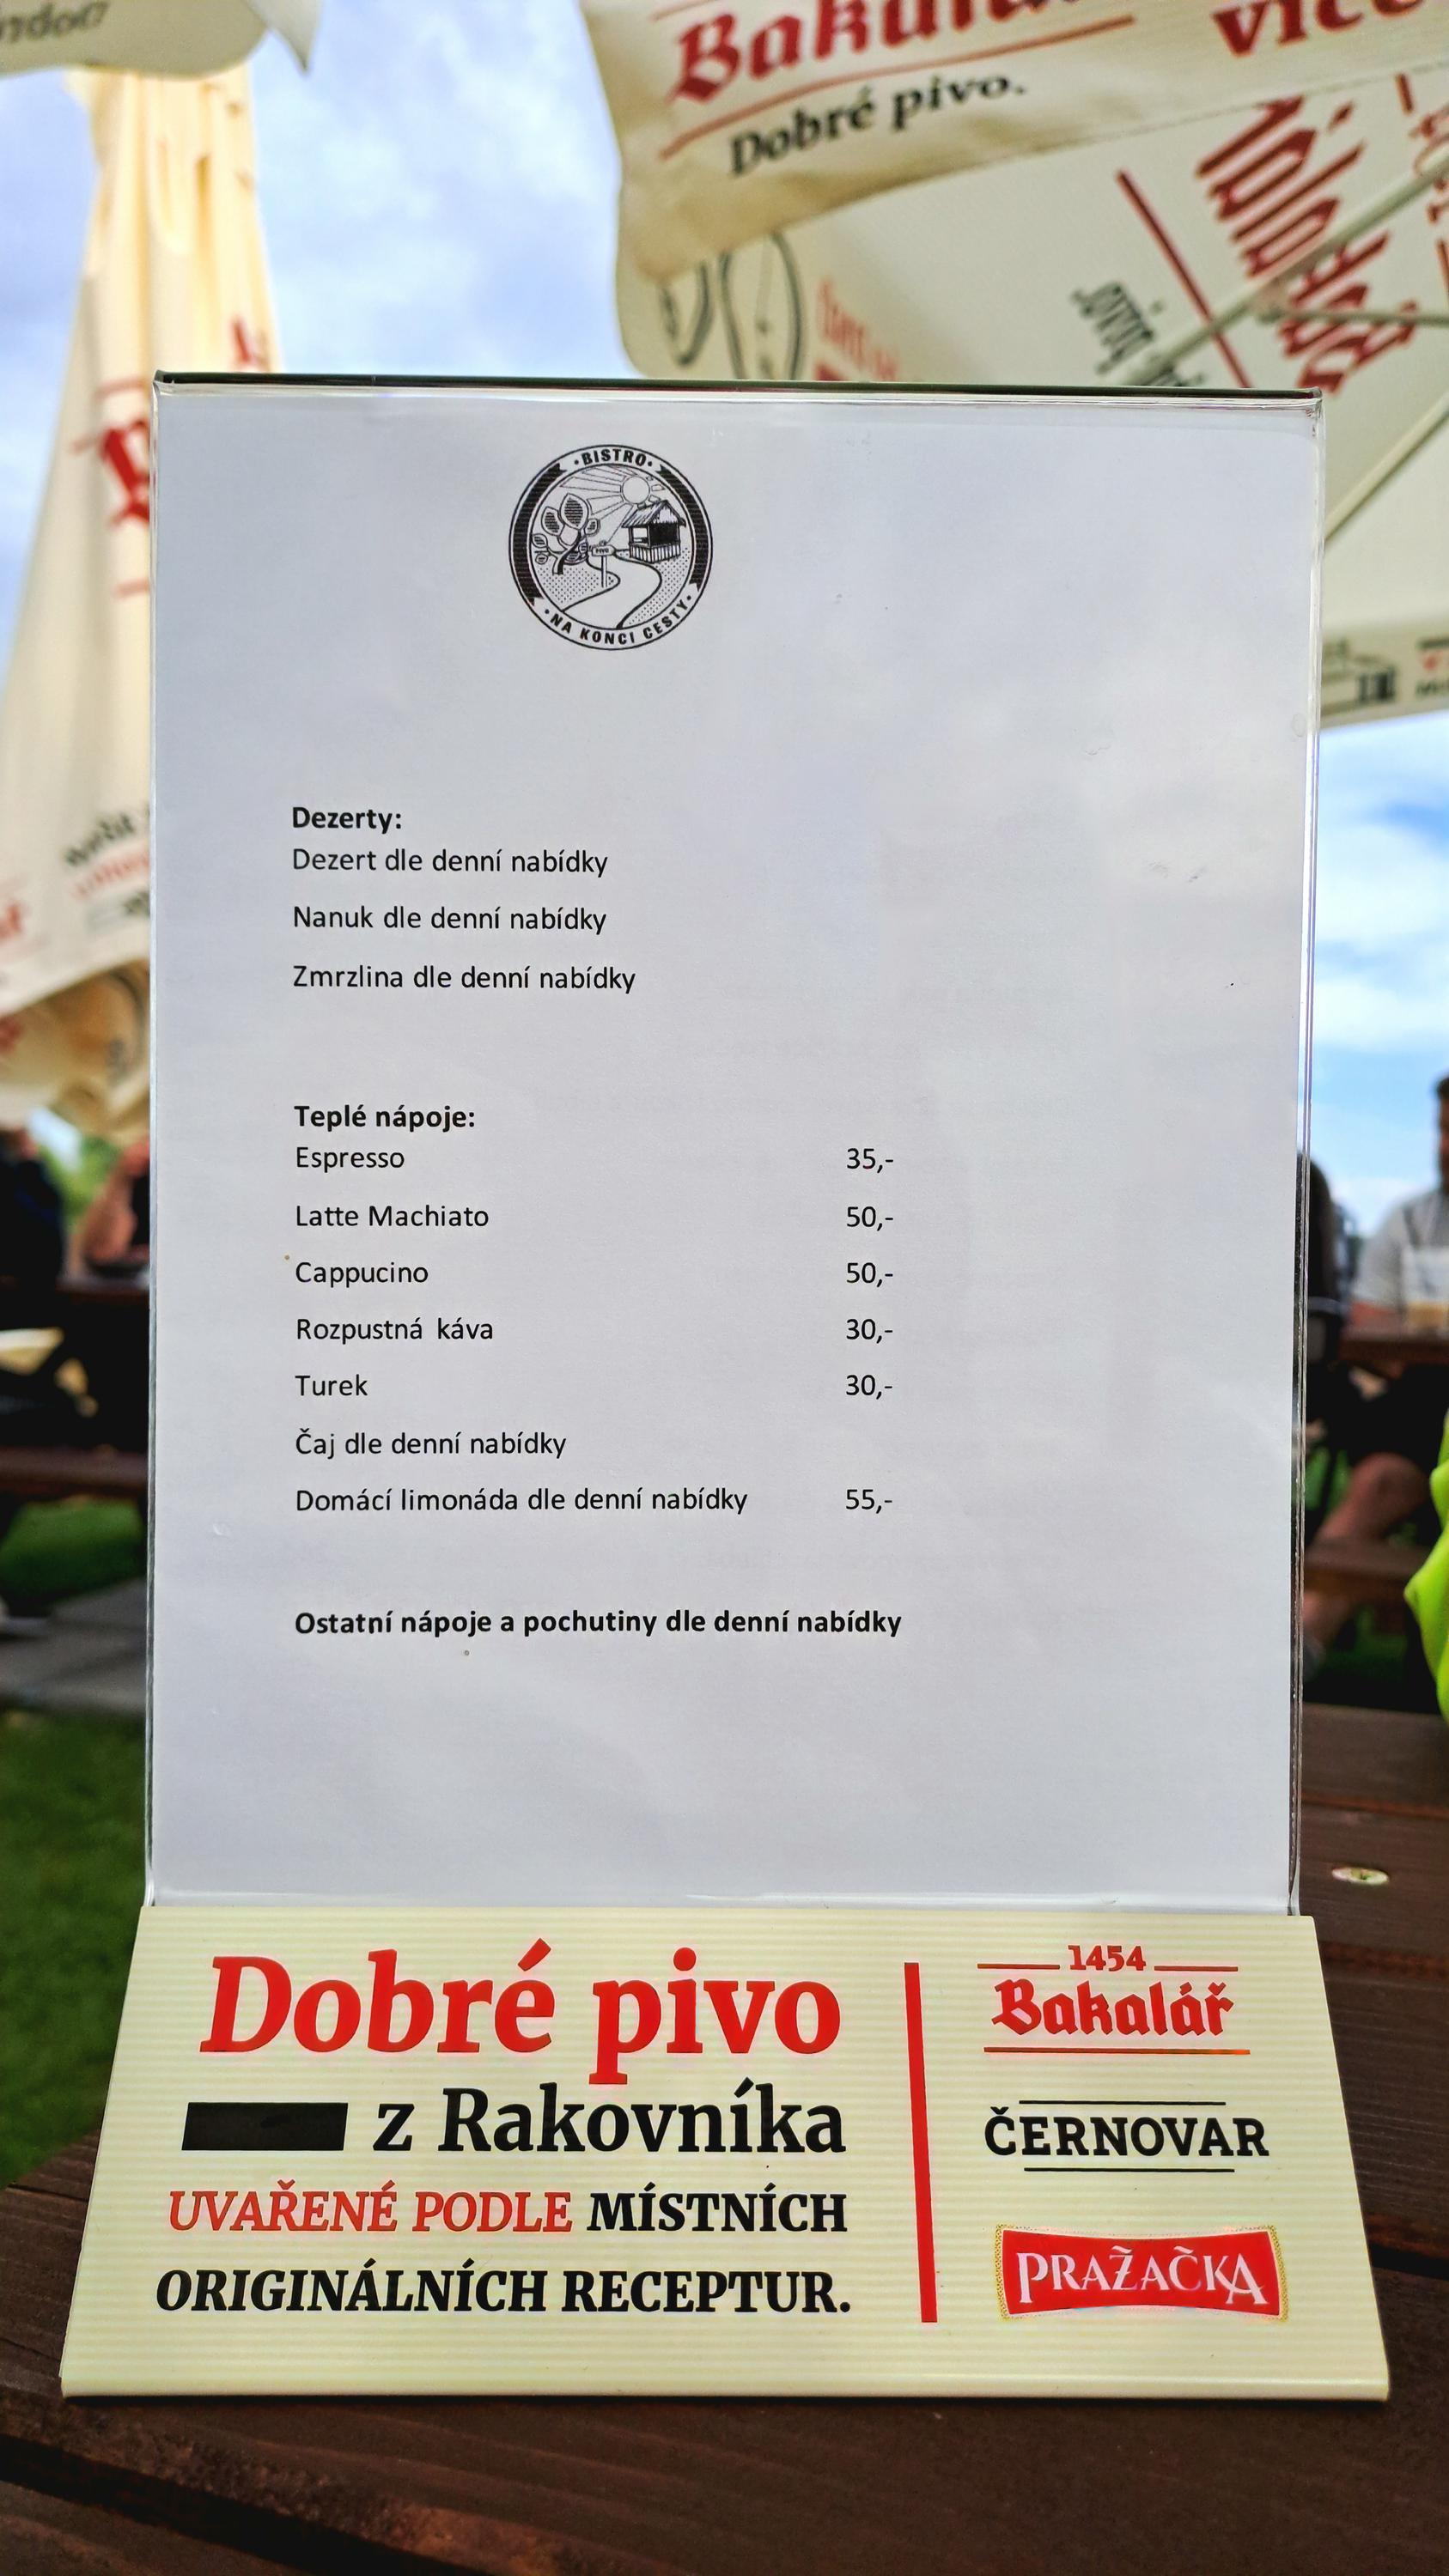 Bakalář
Dobré pivo.
BISTRO
NA KONCI CESTY
Dezerty:
Dezert dle denní nabídky
Nanuk dle denní nabídky
Zmrzlina dle denní nabídky
Teplé nápoje:
Espresso 35,-
Latte Machiato 50,-
Cappucino 50,-
Rozpustná káva 30,-
Turek 30,-
Čaj dle denní nabídky
Domácí limonáda dle denní nabídky 55,-
Ostatní nápoje a pochutiny dle denní nabídky
Dobré pivo
z Rakovníka
UVAŘENÉ PODLE MÍSTNÍCH
ORIGINÁLNÍCH RECEPTUR.
1454
Bakalář
ČERNOVAR
PRAŽAČKA